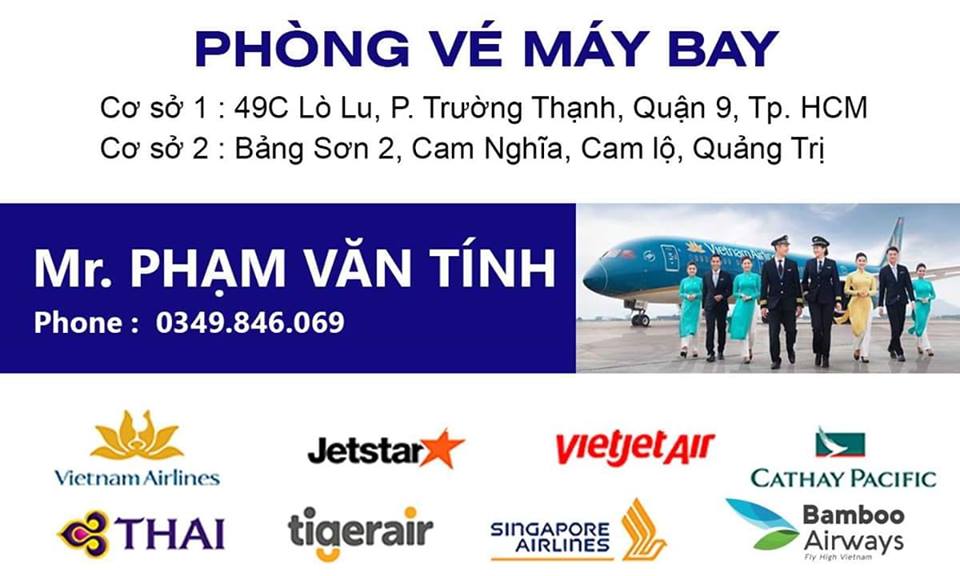 PHÒNG VÉ MÁY BAY
Cơ sở 1 : 49C Lò Lu, P. Trường Thạnh, Quận 9, Tp. HCM
Cơ sở 2 : Bảng Sơn 2, Cam Nghĩa, Cam lộ, Quảng Trị
Mr. PHẠM VĂN TÍNH
Phone : 0349.846.069
Vietnam Airlines
Vietnam Airlines
Jetstar
vietjet Air
CATHAY PACIFIC
THAI
tigerair
SINGAPORE
AIRLINES
Bamboo
Airways
Fly High Vietnam